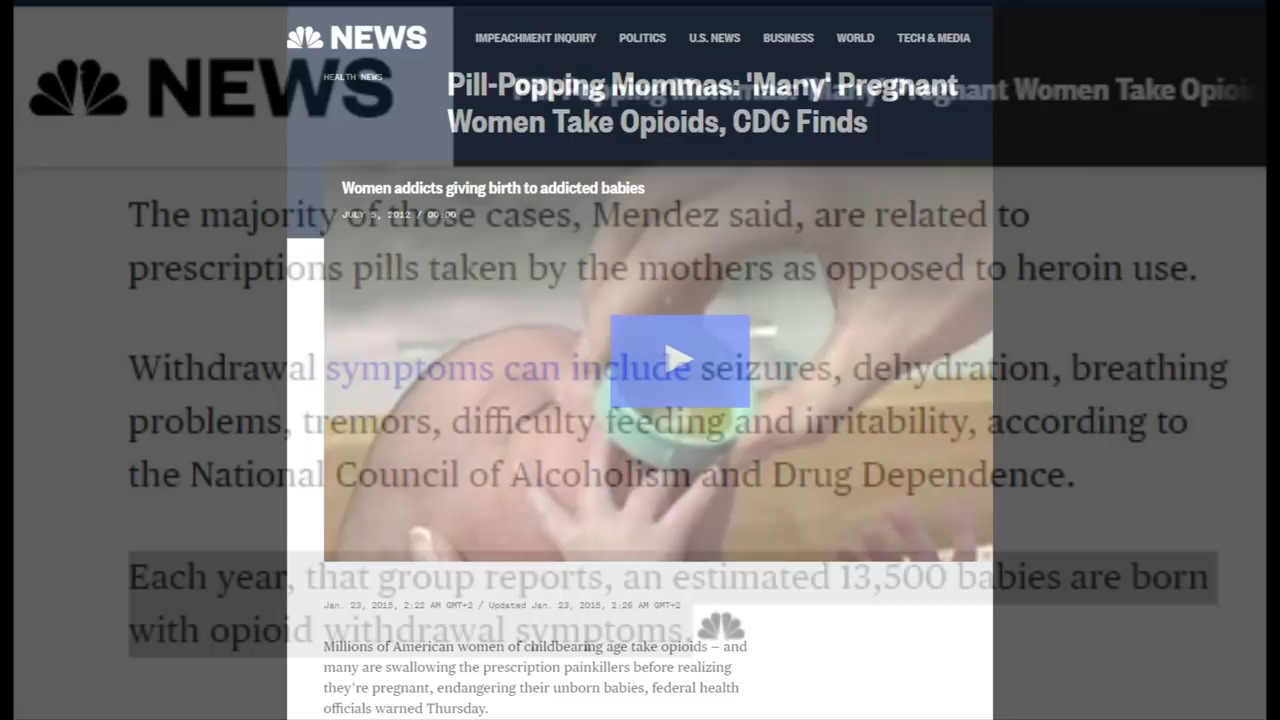 NEWS
IMPEACHMENT INQUIRY POLITICS U.S. NEWS BUSINESS WORLD TECH & MEDIA
NEWS
HEALTH NEWS
Pill-Popping Mommas: 'Many' Pregnant
Women Take Opioids, CDC Finds
Pregnant Women Take Opioi
Women addicts giving birth to addicted babies
JULY 5, 2012 / 00:00
The majority of those cases, Mendez said, are related to
prescriptions pills taken by the mothers as opposed to heroin use.
Withdrawal symptoms can include seizures, dehydration, breathing
problems, tremors, difficulty feeding and irritability, according to
the National Council of Alcoholism and Drug Dependence.
Each year, that group reports, an estimated 13,500 babies are born
with opioid withdrawal symptoms.
Jan. 23, 2015, 2:22 AM GMT+2 / Updated Jan. 23, 2015, 2:26 AM GMT+2
Millions of American women of childbearing age take opioids — and
many are swallowing the prescription painkillers before realizing
they're pregnant, endangering their unborn babies, federal health
officials warned Thursday.